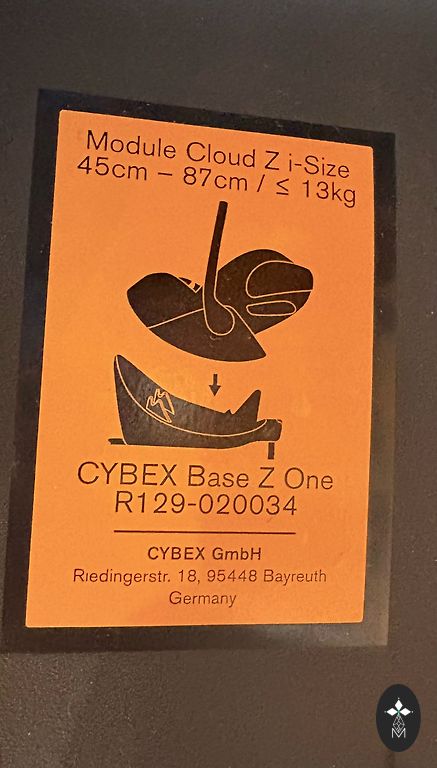 Module Cloud Z i-Size
45cm – 87cm / ≤ 13kg
CYBEX Base Z One
R129-020034
CYBEX GmbH
Riedingerstr. 18, 95448 Bayreuth
Germany
M